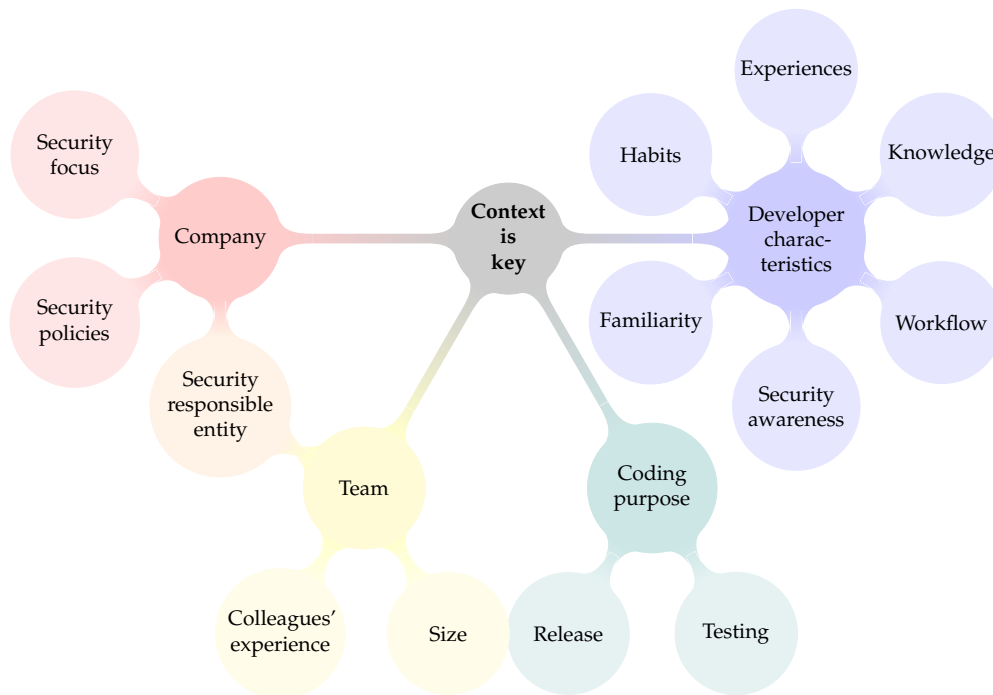 Experiences
Security
focus
Habits
Knowledge
Company
Context
is
key
Developer
charac-
teristics
Security
policies
Familiarity
Workflow
Security
responsible
entity
Security
awareness
Team
Coding
purpose
Colleagues’
experience
Size
Release
Testing